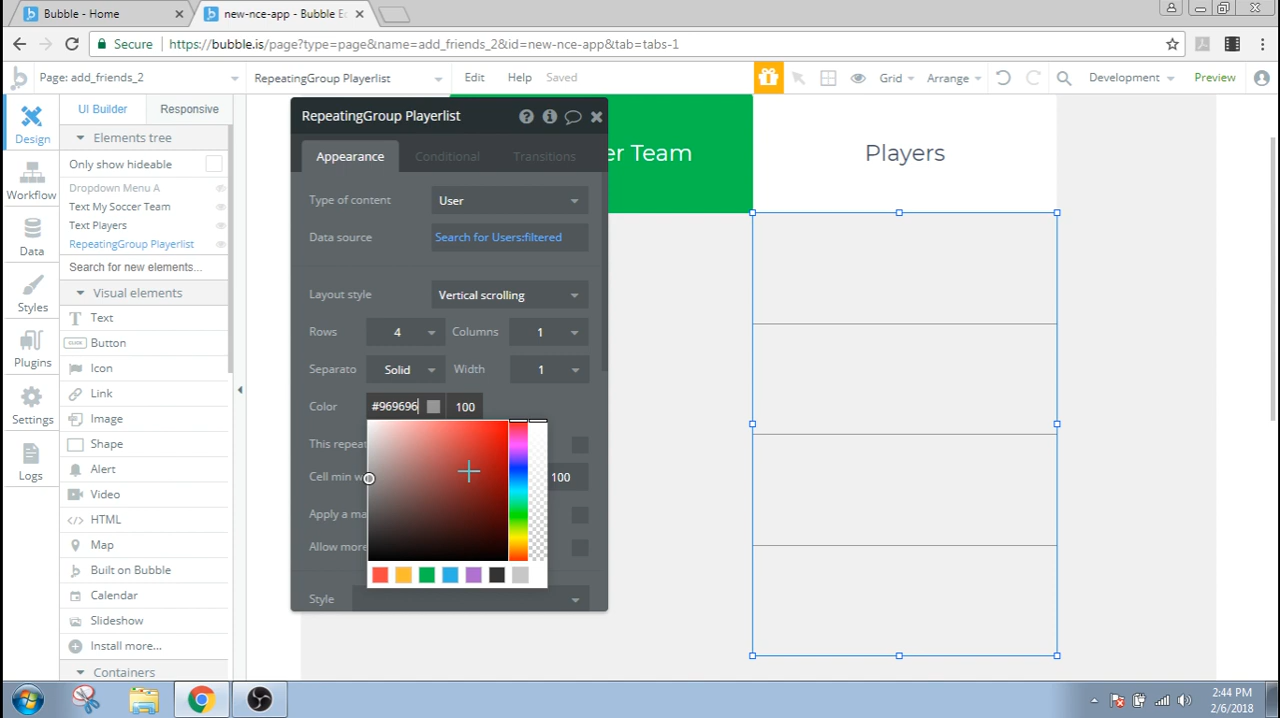 Bubble - Home
new-nce-app - Bubble Ec
Secure
https://bubble.is/page?type=page&name=add_friends_2&id=new-nce-app&tab=tabs-1
Page: add_friends_2
RepeatingGroup Playerlist
Edit
Help
Saved
Grid
Arrange
Development
Preview
Design
Workflow
Data
Styles
Plugins
Settings
Logs
UI Builder
Responsive
Elements tree
Only show hideable
Dropdown Menu A
Text My Soccer Team
Text Players
RepeatingGroup Playerlist
Search for new elements...
Visual elements
Text
CLICK
Button
Icon
Link
Image
Shape
Alert
Video
HTML
Map
Built on Bubble
Calendar
Slideshow
Install more...
Containers
RepeatingGroup Playerlist
Appearance
Conditional
Transitions
Type of content
User
Data source
Search for Users:filtered
Layout style
Vertical scrolling
Rows
4
Columns
1
Separato
Solid
Width
1
Color
#969696
100
This repeat
Cell min w
100
Apply a ma
Allow more
Style
er Team
Players
2:44 PM
2/6/2018